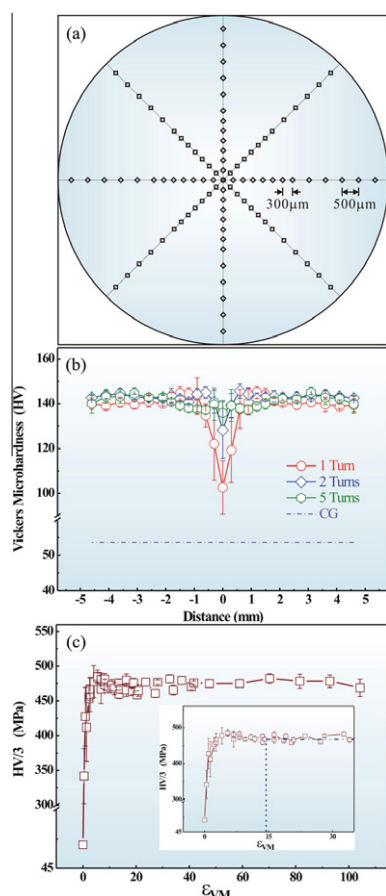 (a)
300μm
500μm
(b)
Vickers Microhardness (HV)
160
140
120
100
50
40
1 Turn
2 Turns
5 Turns
CG
-5 -4 -3 -2 -1 0 1 2 3 4 5
Distance (mm)
(c)
HV/3 (MPa)
550
500
450
400
350
300
45
HV/3 (MPa)
500
400
300
45
0 15 30
εVM
0 20 40 60 80 100
εVM